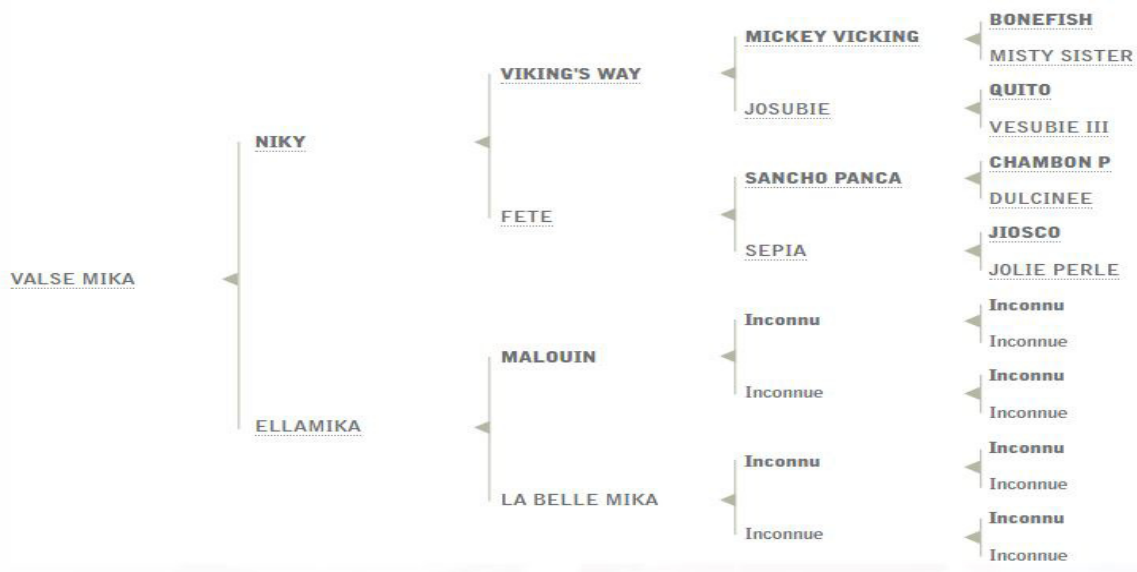 BONEFISH
MICKEY VICKING
MISTY SISTER
VIKING'S WAY
QUITO
JOSUBIE
VESUBIE III
NIKY
CHAMBON P
SANCHO PANCA
DULCINEE
FETE
JIOSCO
SEPIA
JOLIE PERLE
VALSE MIKA
Inconnu
Inconnu
Inconnue
MALOUIN
Inconnu
Inconnue
Inconnue
ELLAMIKA
Inconnu
Inconnu
Inconnue
LA BELLE MIKA
Inconnu
Inconnue
Inconnue